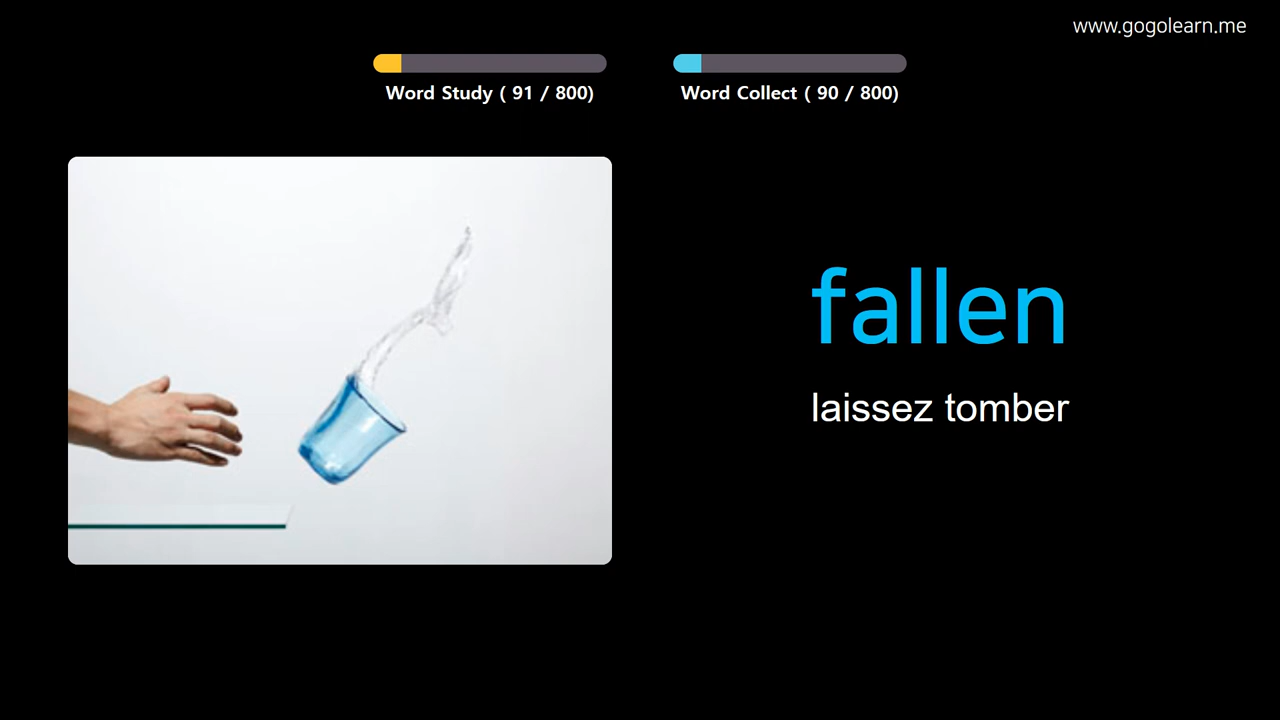 www.gogolearn.me
Word Study ( 91 / 800)
Word Collect ( 90 / 800)
fallen
laissez tomber